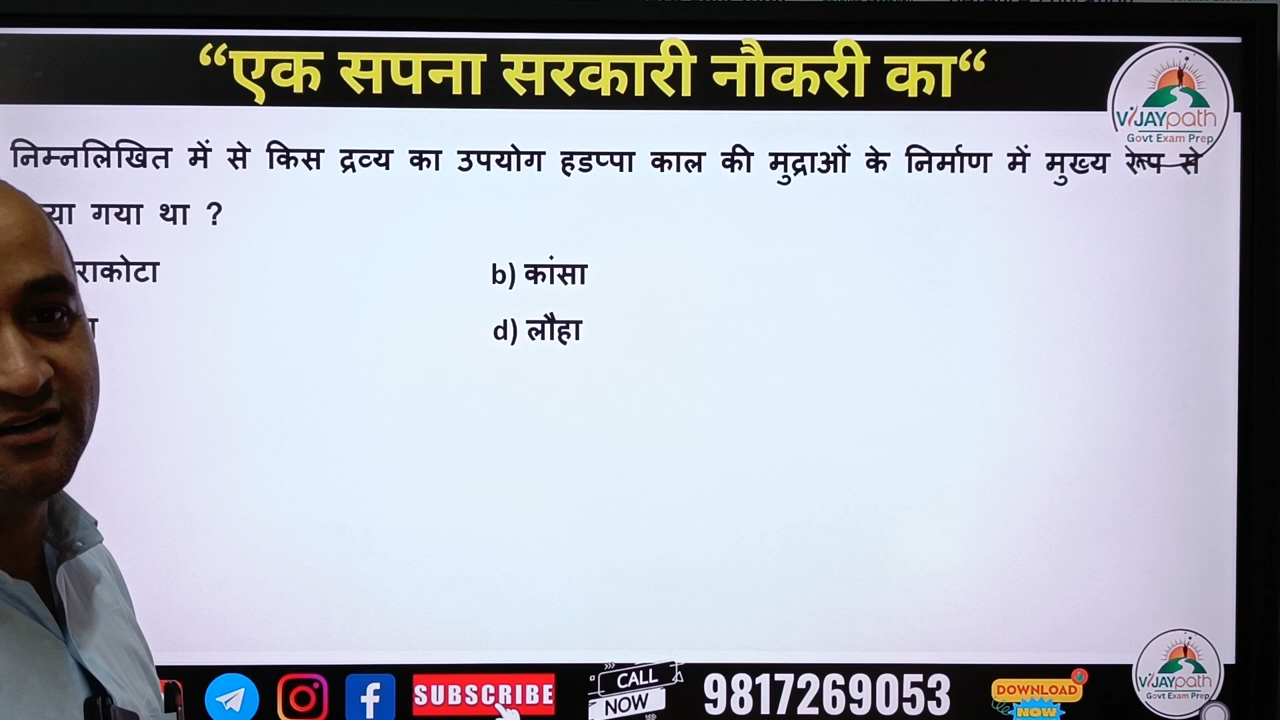 “एक सपना सरकारी नौकरी का“
VIJAYpath
Govt Exam Prep
निम्नलिखित में से किस द्रव्य का उपयोग हडप्पा काल की मुद्राओं के निर्माण में मुख्य रूप से
गया था ?
b) कांसा
d) लौहा
SUBSCRIBE
CALL
NOW
9817269053
DOWNLOAD
NOW
VIJAYpath
Govt Exam Prep